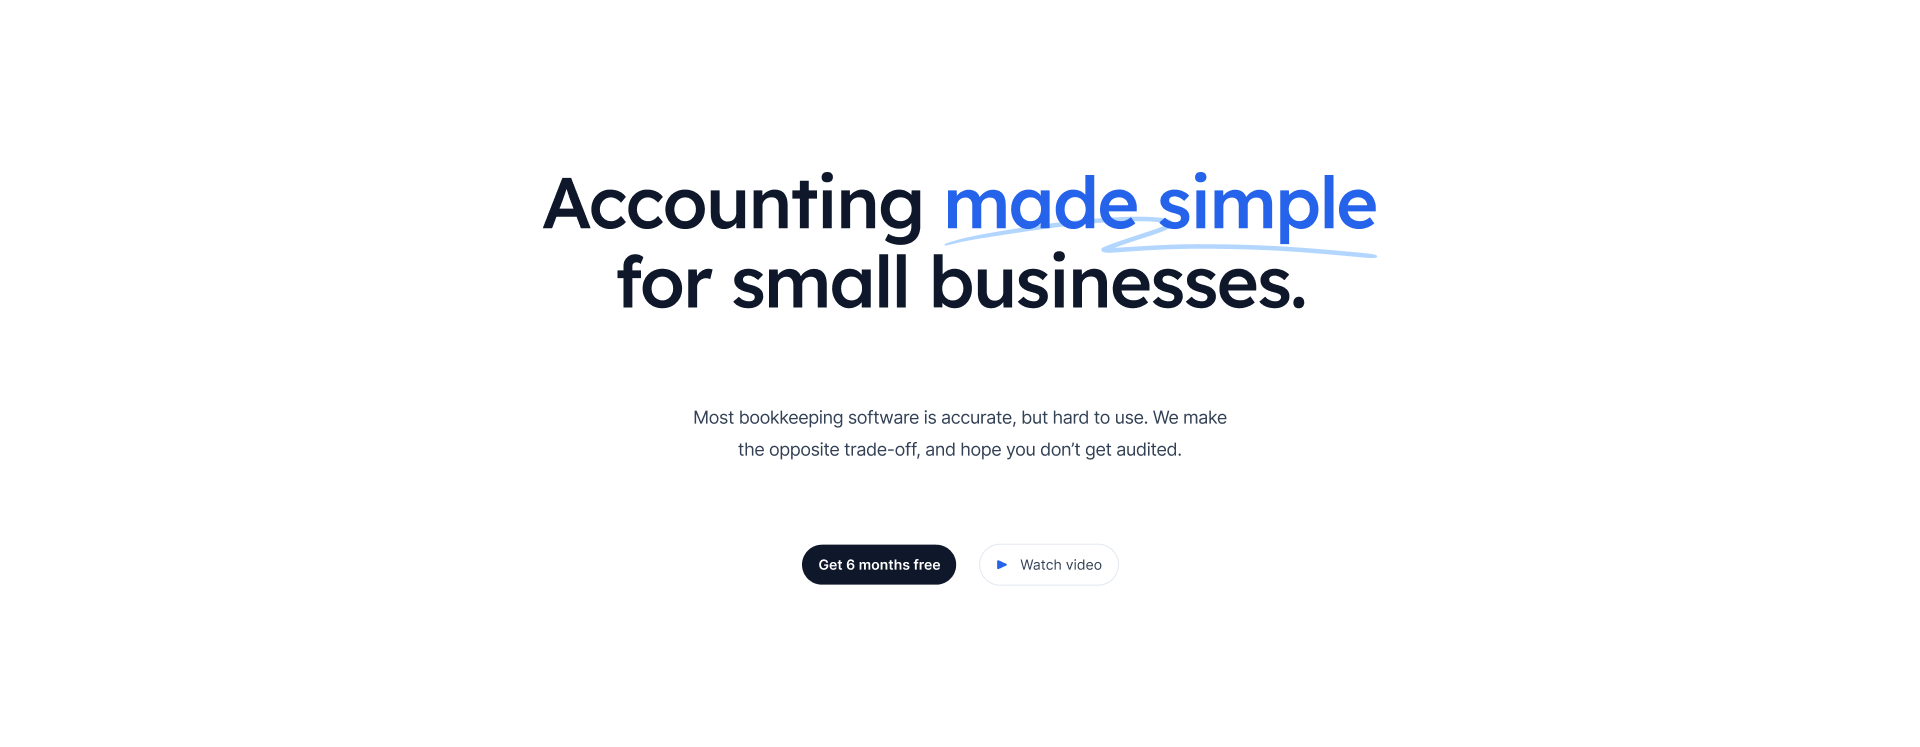 Accounting made simple
for small businesses.
Most bookkeeping software is accurate, but hard to use. We make
the opposite trade-off, and hope you don’t get audited.
Get 6 months free
Watch video